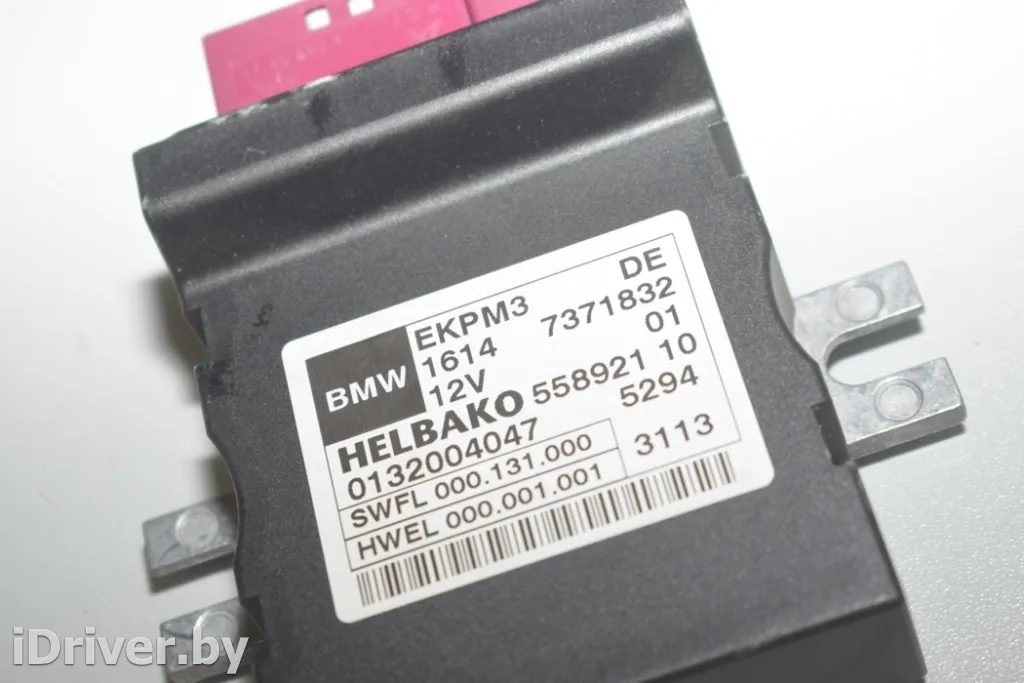 BMW
EKPM3 DE
1614 7371832
12V 01
HELBAKO 558921 10
0132004047 5294
SWFL 000.131.000 3113
HWEL 000.001.001
iDriver.by